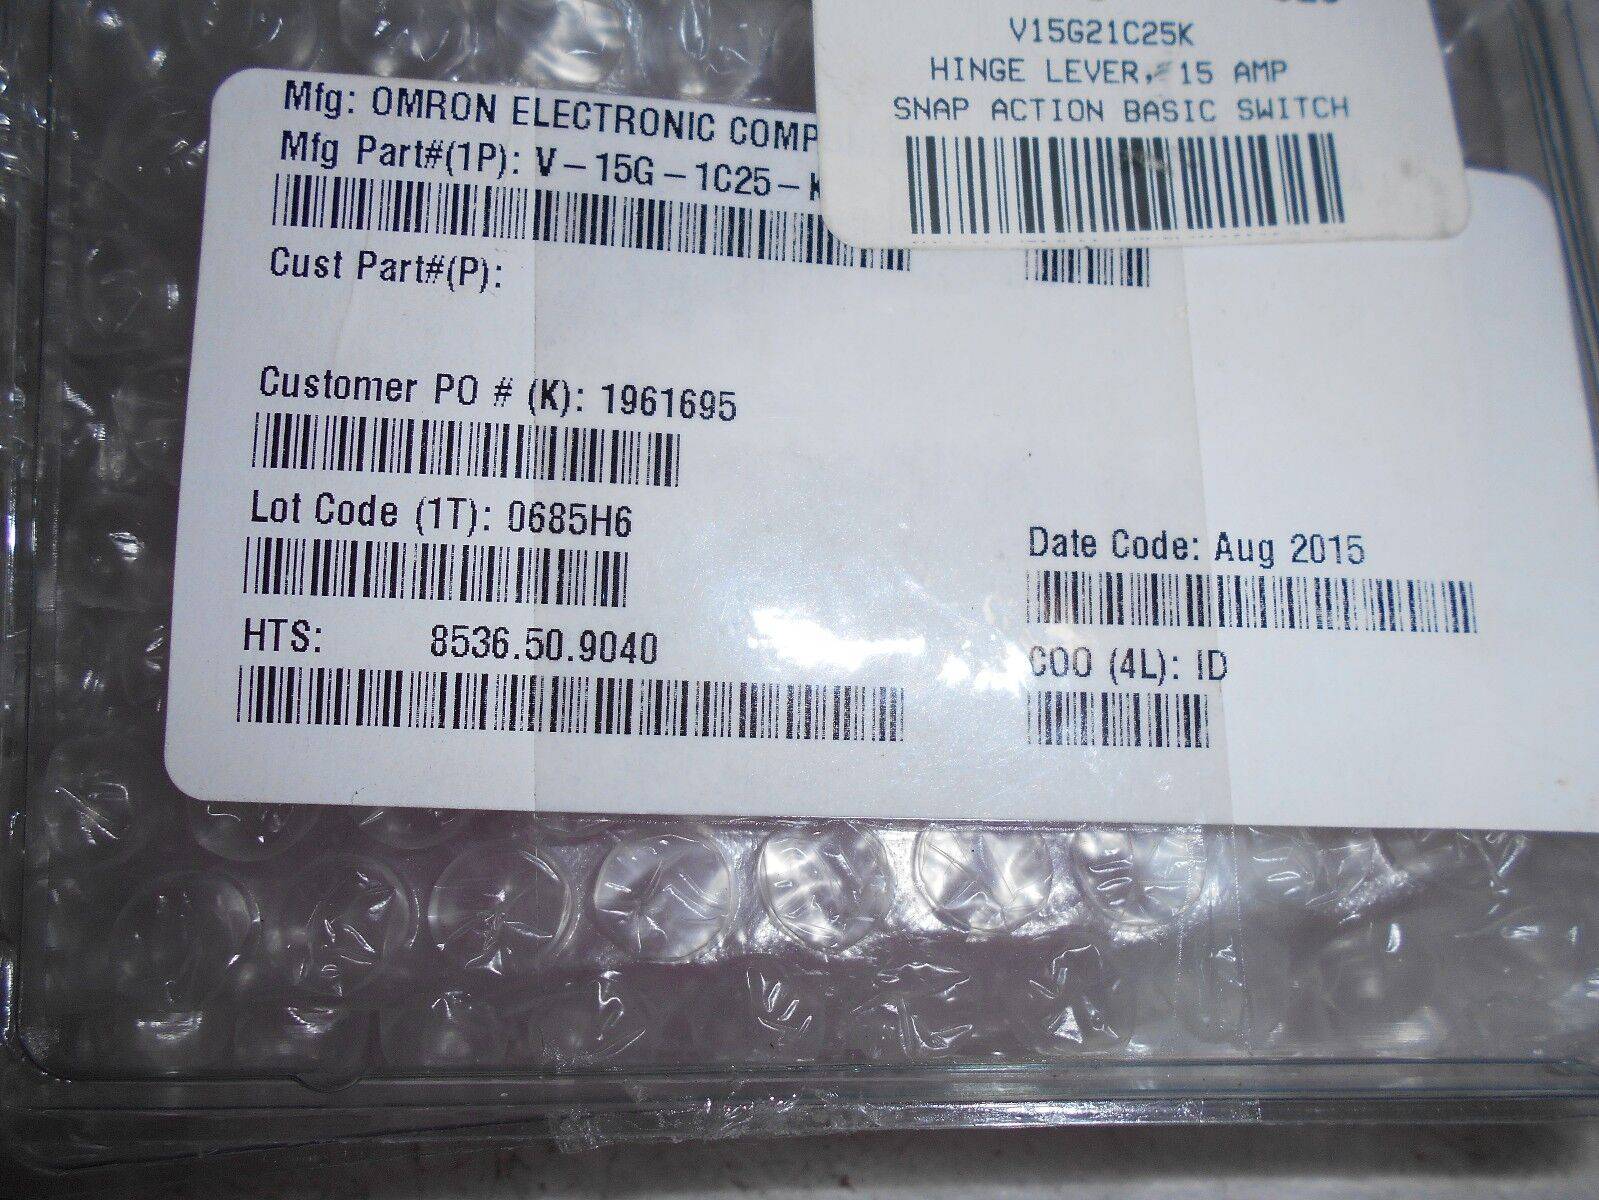 V15G21C25K
HINGE LEVER, 15 AMP
SNAP ACTION BASIC SWITCH
Mfg: OMRON ELECTRONIC COMP
Mfg Part#(1P): V-15G-1C25-K
Cust Part#(P):
Customer PO # (K): 1961695
Lot Code (1T): 0685H6
Date Code: Aug 2015
HTS: 8536.50.9040
COO (4L): ID